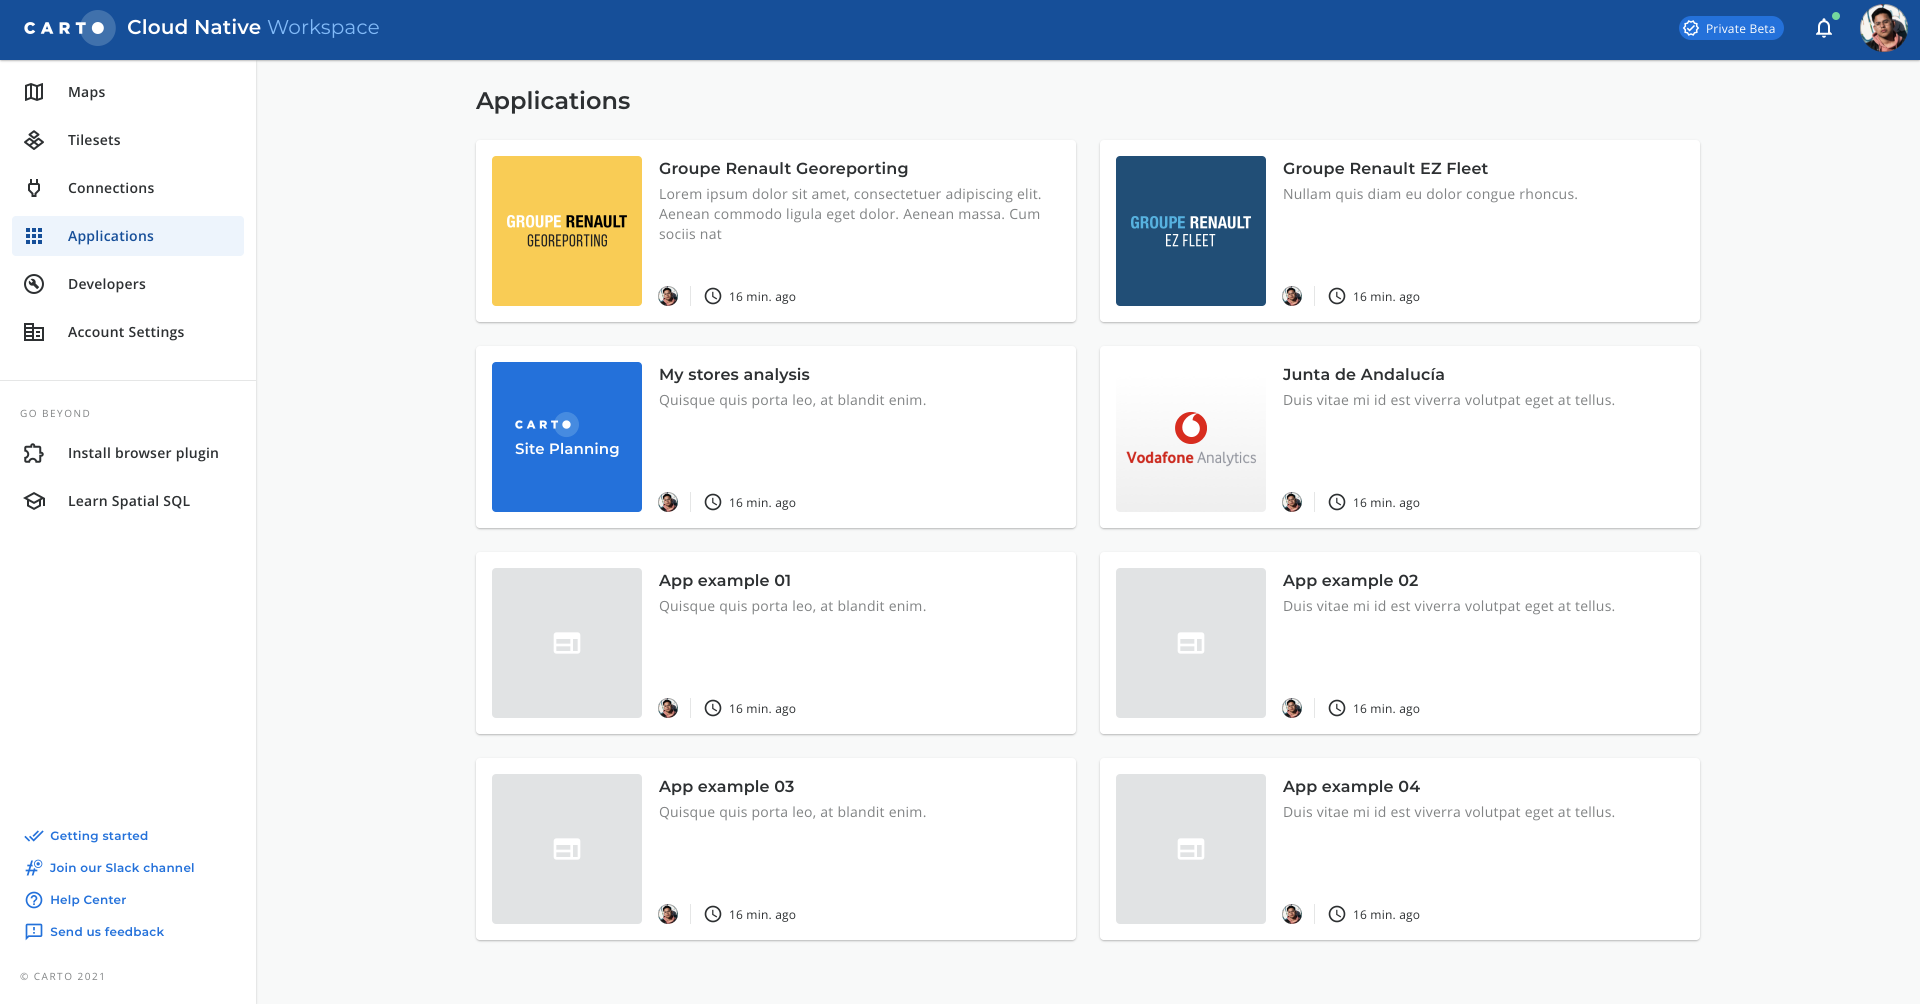 CARTO Cloud Native Workspace
Private Beta
Maps
Tilesets
Connections
Applications
Developers
Account Settings
GO BEYOND
Install browser plugin
Learn Spatial SQL
Getting started
Join our Slack channel
Help Center
Send us feedback
© CARTO 2021
Applications
GROUPE RENAULT
GEOREPORTING
Groupe Renault Georeporting
Lorem ipsum dolor sit amet, consectetuer adipiscing elit.
Aenean commodo ligula eget dolor. Aenean massa. Cum
sociis nat
16 min. ago
GROUPE RENAULT
EZ FLEET
Groupe Renault EZ Fleet
Nullam quis diam eu dolor congue rhoncus.
16 min. ago
CARTO
Site Planning
My stores analysis
Quisque quis porta leo, at blandit enim.
16 min. ago
Vodafone Analytics
Junta de Andalucía
Duis vitae mi id est viverra volutpat eget at tellus.
16 min. ago
App example 01
Quisque quis porta leo, at blandit enim.
16 min. ago
App example 02
Duis vitae mi id est viverra volutpat eget at tellus.
16 min. ago
App example 03
Quisque quis porta leo, at blandit enim.
16 min. ago
App example 04
Duis vitae mi id est viverra volutpat eget at tellus.
16 min. ago